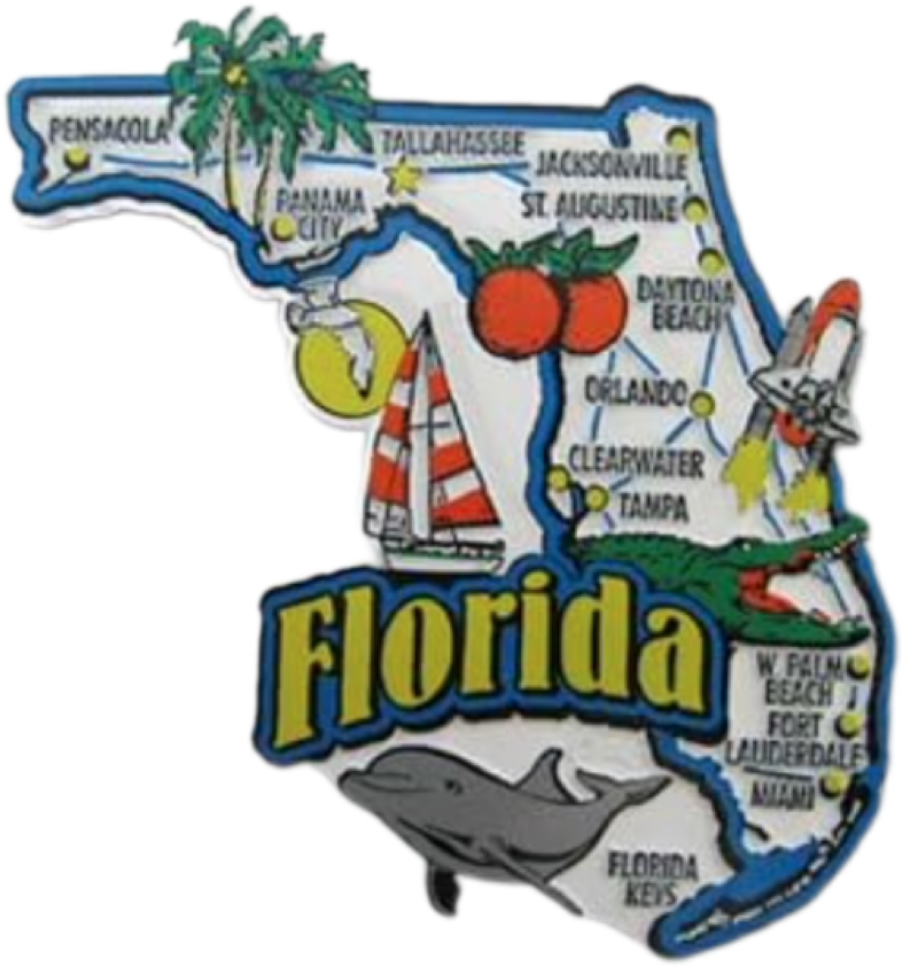 PENSACOLA
TALLAHASSEE
JACKSONVILLE
PANAMA
CITY
ST. AUGUSTINE
DAYTONA
BEACH
ORLANDO
CLEARWATER
TAMPA
Florida
W. PALM
BEACH
FORT
LAUDERDALE
MIAMI
FLORIDA
KEYS